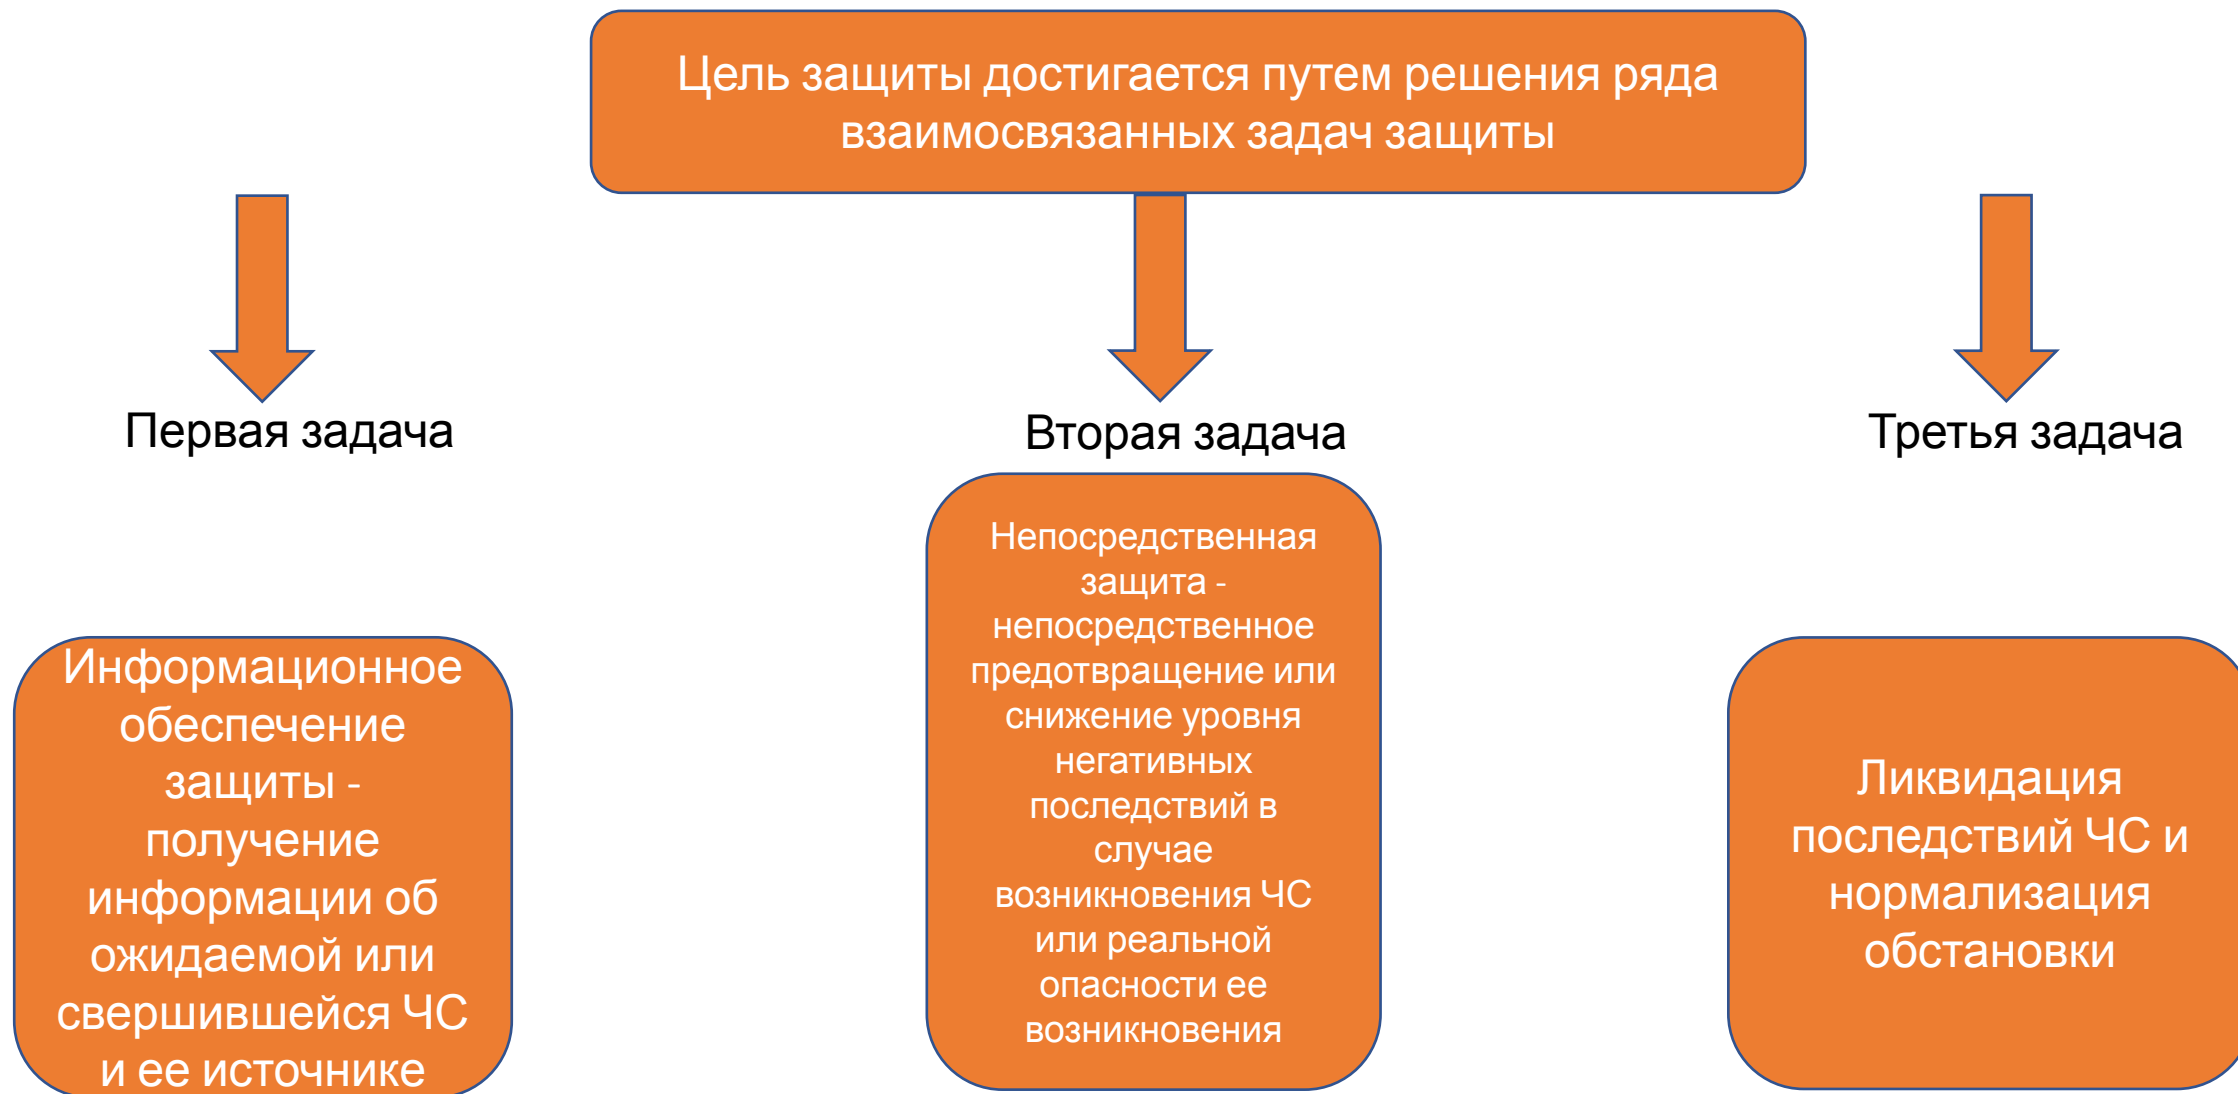 Цель защиты достигается путем решения ряда
взаимосвязанных задач защиты
Первая задача
Вторая задача
Третья задача
Информационное
обеспечение
защиты -
получение
информации об
ожидаемой или
свершившейся ЧС
и ее источнике
Непосредственная
защита -
непосредственное
предотвращение или
снижение уровня
негативных
последствий в
случае
возникновения ЧС
или реальной
опасности ее
возникновения
Ликвидация
последствий ЧС и
нормализация
обстановки